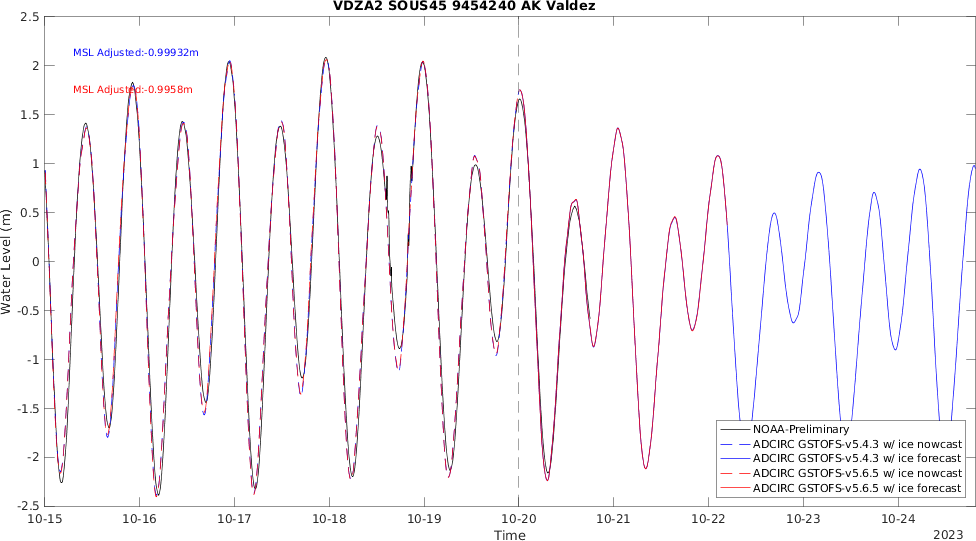 VDZA2 SOUS45 9454240 AK Valdez
2.5
2
1.5
1
0.5
0
-0.5
-1
-1.5
-2
-2.5
Water Level (m)
MSL Adjusted:-0.99932m
MSL Adjusted:-0.9958m
NOAA-Preliminary
ADCIRC GSTOFS-v5.4.3 w/ ice nowcast
ADCIRC GSTOFS-v5.4.3 w/ ice forecast
ADCIRC GSTOFS-v5.6.5 w/ ice nowcast
ADCIRC GSTOFS-v5.6.5 w/ ice forecast
10-15 10-16 10-17 10-18 10-19 10-20 10-21 10-22 10-23 10-24
Time
2023